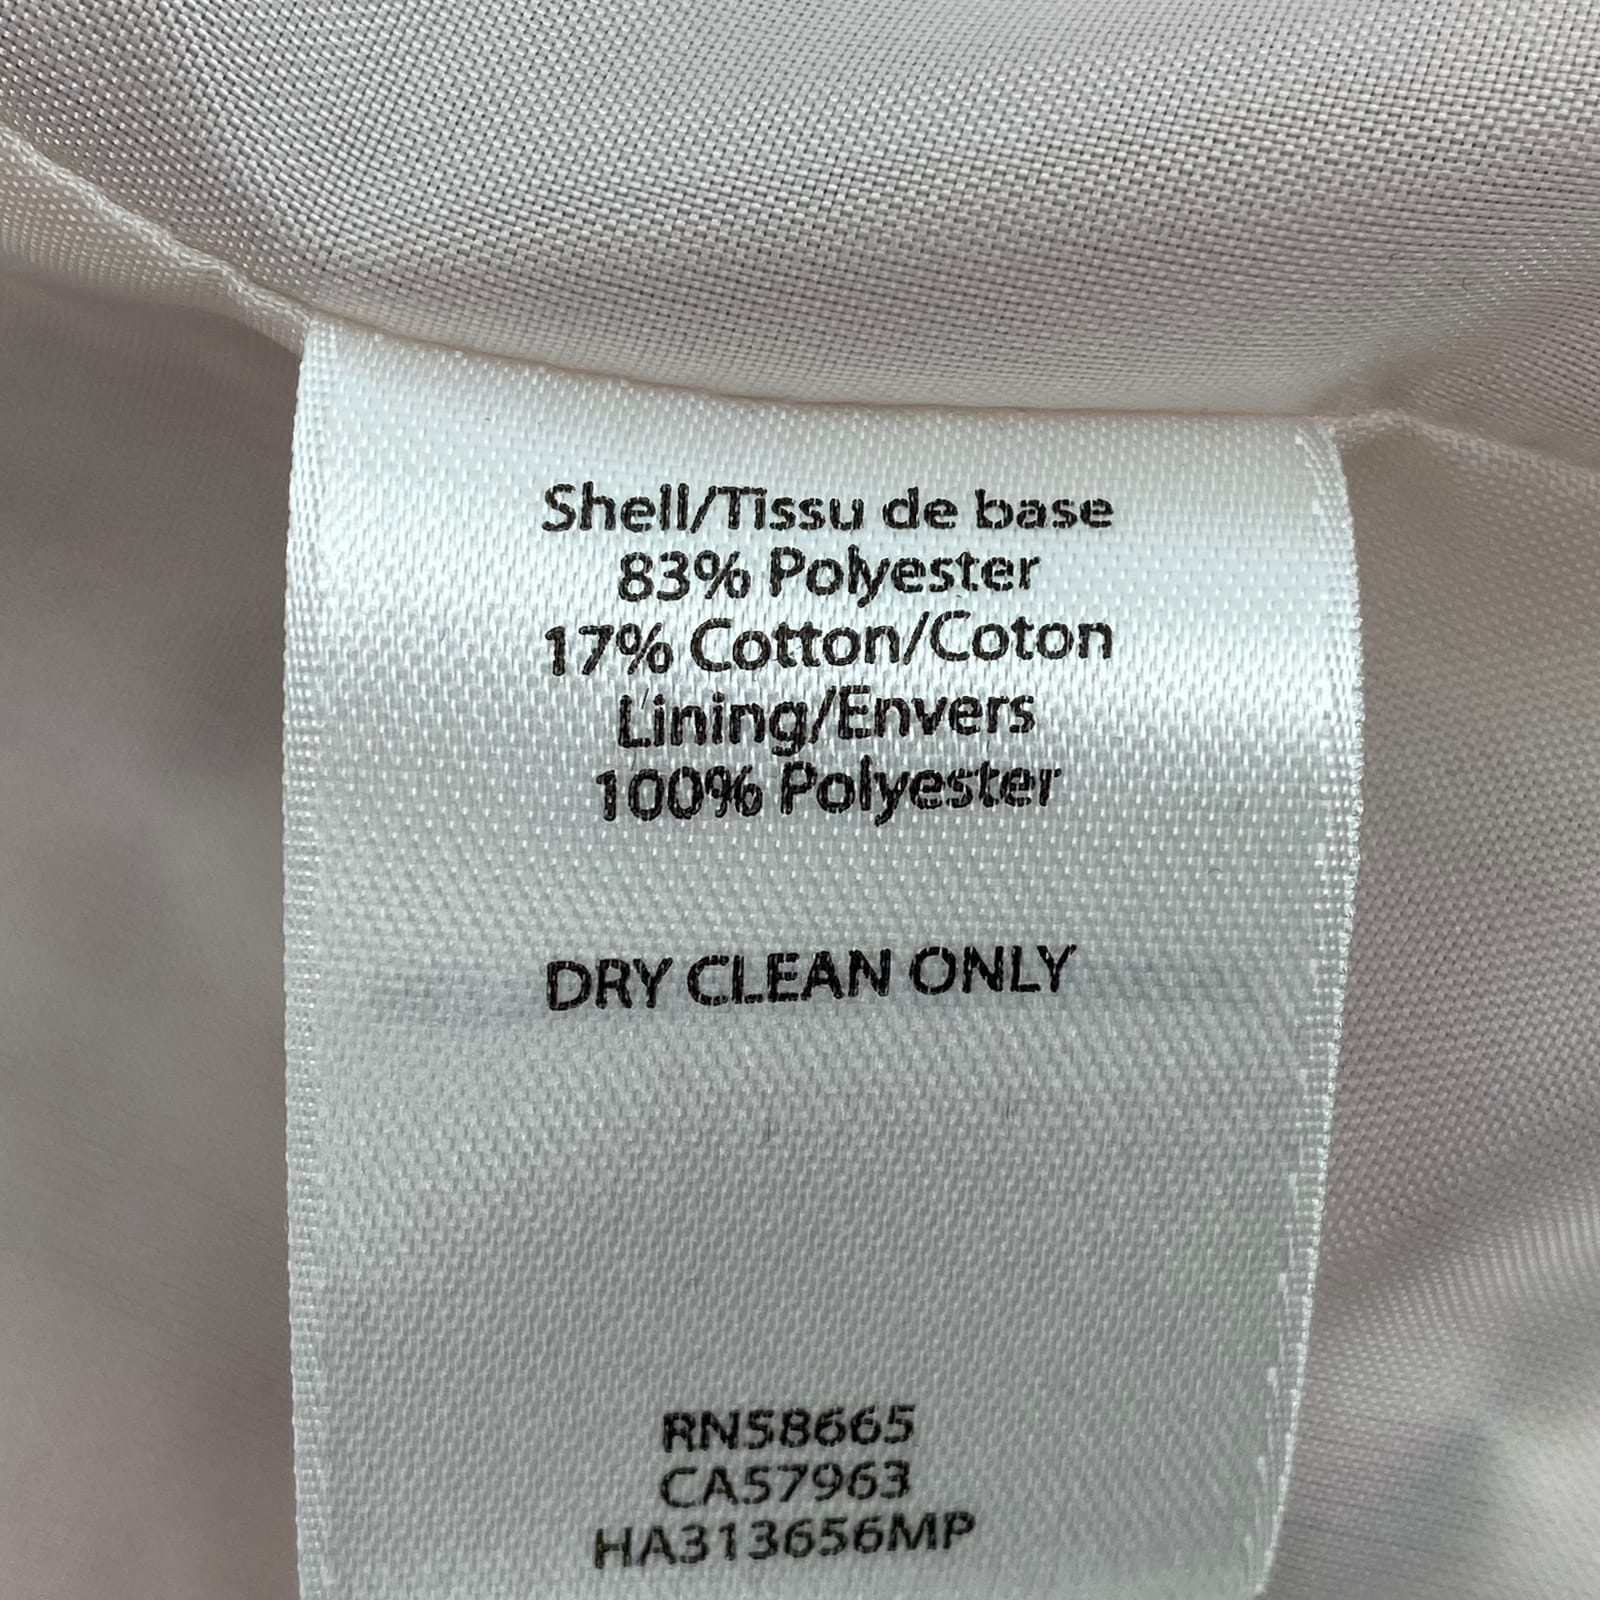 Shell/Tissu de base
83% Polyester
17% Cotton/Coton
Lining/Envers
100% Polyester
DRY CLEAN ONLY
RN58665
CA57963
HA313656MP